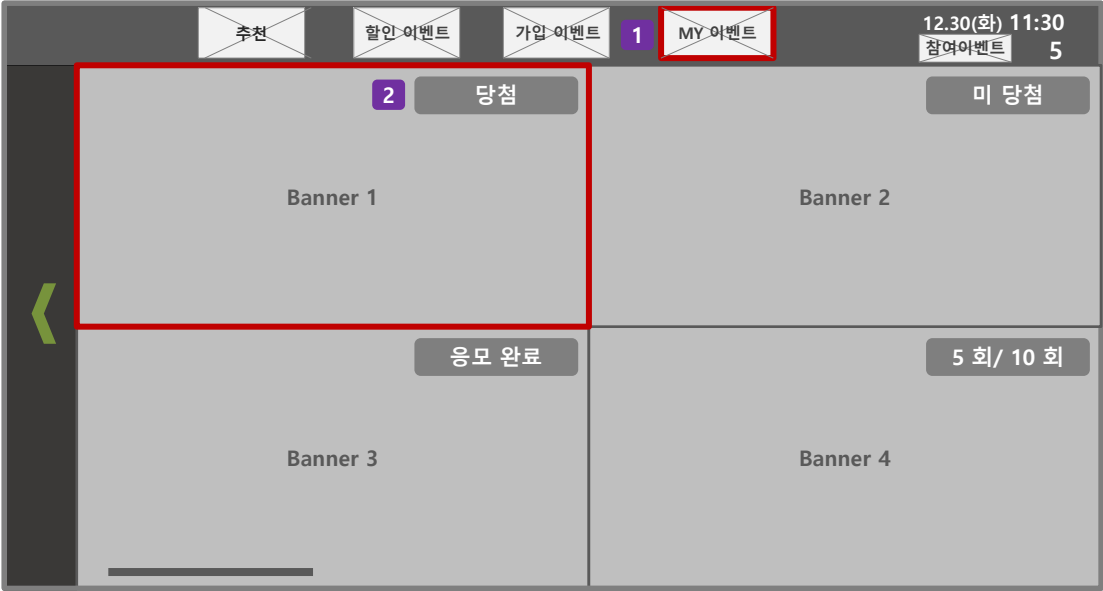 추천
할인 이벤트
가입 이벤트
1
MY 이벤트
12.30(화) 11:30
참여이벤트
5
2
당첨
미 당첨
Banner 1
Banner 2
응모 완료
5 회/ 10 회
Banner 3
Banner 4